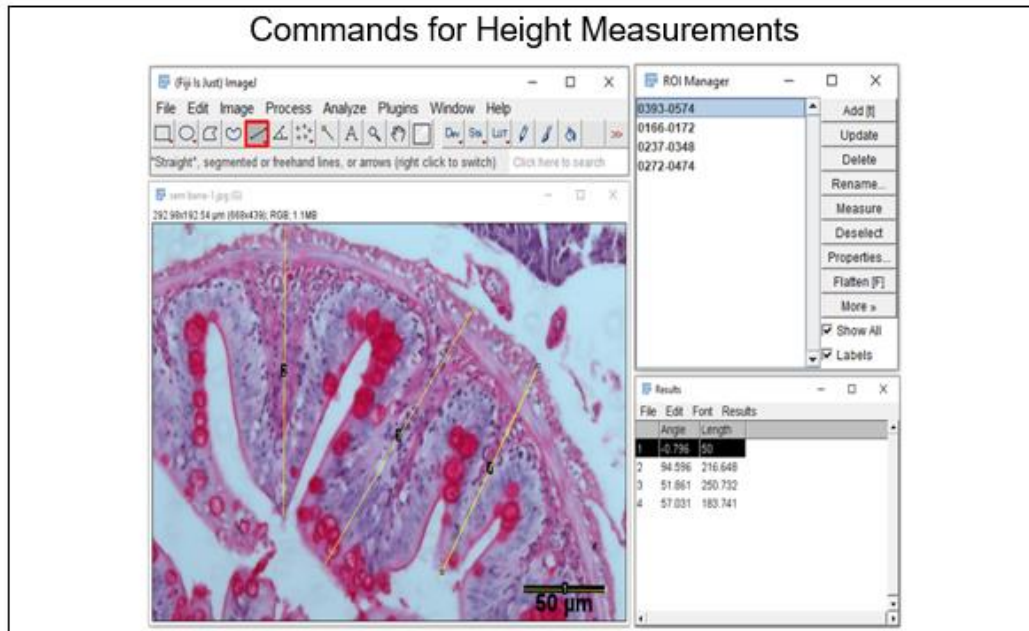 Commands for Height Measurements
(Fiji Is Just) ImageJ
File Edit Image Process Analyze Plugins Window Help
Dev Stk LUT
"Straight", segmented or freehand lines, or arrows (right click to switch) Click here to search
292.98x192.54 µm (668x439); RGB; 1.1MB
50 µm
ROI Manager
0393-0574
0166-0172
0237-0348
0272-0474
Add [t]
Update
Delete
Rename...
Measure
Deselect
Properties...
Flatten [F]
More »
Show All
Labels
Results
File Edit Font Results
Angle Length
1 -0.796 50
2 94.596 216.648
3 51.861 250.732
4 57.031 183.741